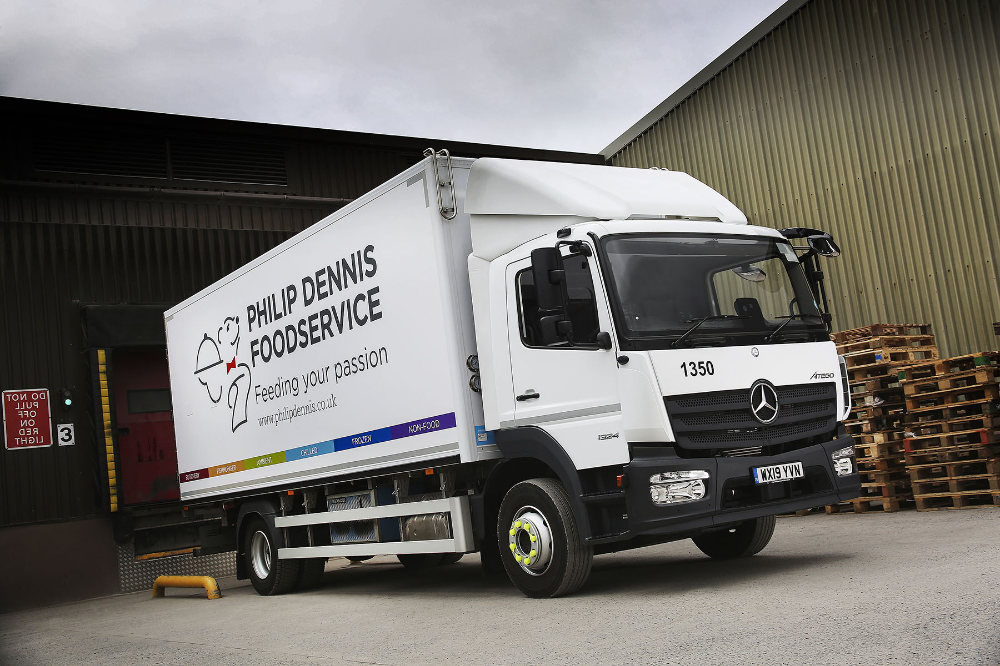 PHILIP DENNIS
FOODSERVICE
Feeding your passion
www.philipdennis.co.uk
BUTCHERY
FISHMONGER
AMBIENT
CHILLED
FROZEN
NON-FOOD
DO NOT
PULL
OFF
ON
RED
LIGHT
3
1350
ATEGO
1324
WX19 YVN